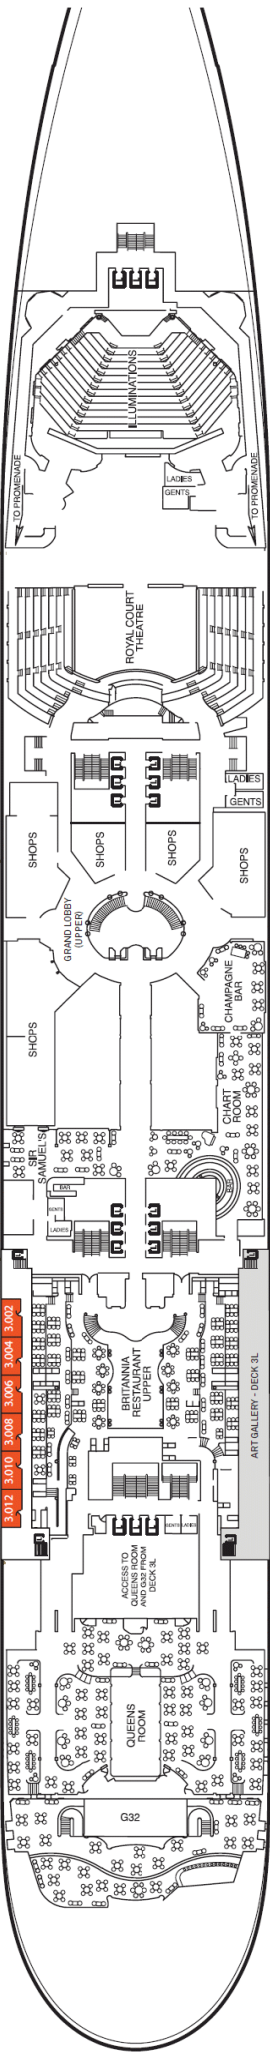 ILLUMINATIONS
LADIES
GENTS
TO PROMENADE
TO PROMENADE
ROYAL COURT
THEATRE
LADIES
GENTS
SHOPS
SHOPS
SHOPS
SHOPS
GRAND LOBBY
(UPPER)
CHAMPAGNE
BAR
SHOPS
CHART
ROOM
SIR
SAMUEL'S
BAR
BAR
GENTS
LADIES
3.002
3.004
3.006
3.008
3.010
3.012
BRITANNIA
RESTAURANT
UPPER
ART GALLERY - DECK 3L
GENTS
LADIES
ACCESS TO
QUEENS ROOM
AND G32 FROM
DECK 3L
QUEENS
ROOM
G32